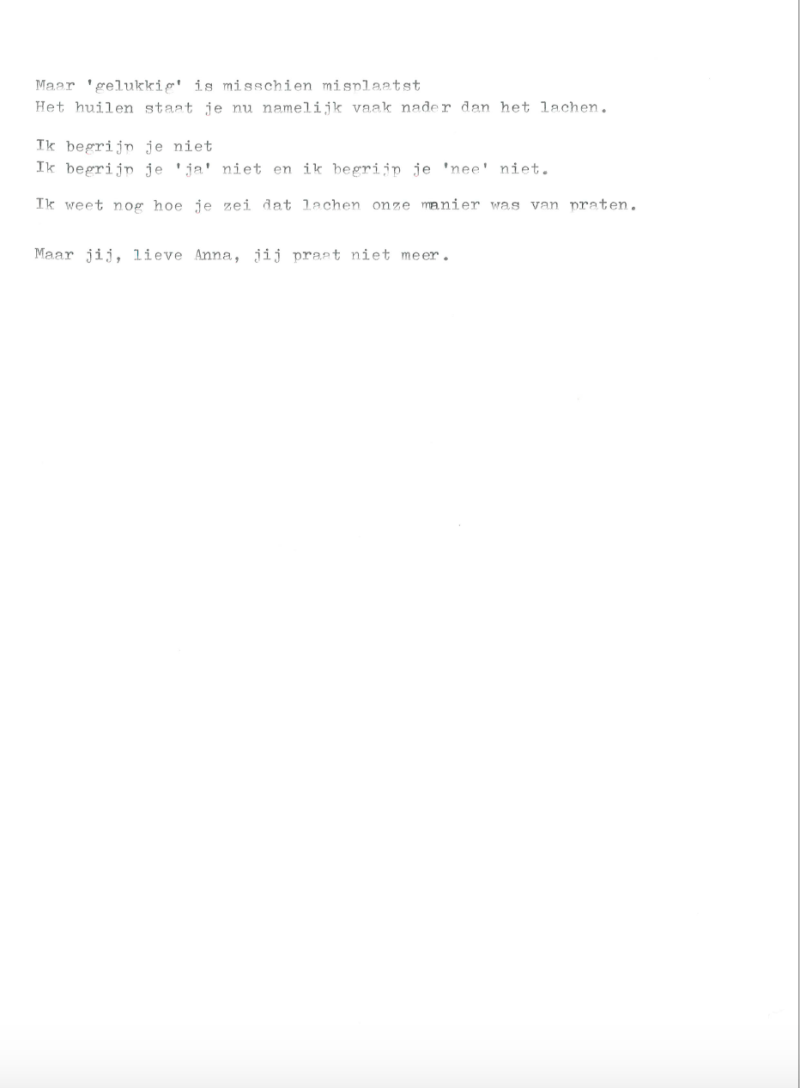 Maar 'gelukkig' is misschien misplaatst
Het huilen staat je nu namelijk vaak nader dan het lachen.
Ik begrijp je niet
Ik begrijp je 'ja' niet en ik begrijp je 'nee' niet.
Ik weet nog hoe je zei dat lachen onze manier was van praten.
Maar jij, lieve Anna, jij praat niet meer.